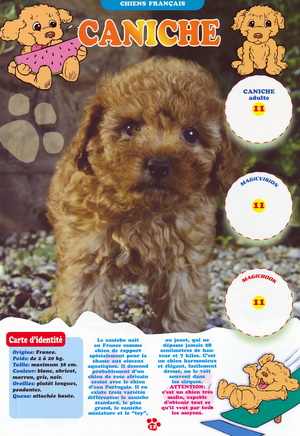 CHIENS FRANÇAIS
CANICHE
CANICHE
adulte
11
MAGICVISION
11
MAGICBOOK
11
Carte d'identité
Origine: France.
Poids: de 2 à 20 kg.
Taille: maximum 58 cm.
Couleur: blanc, abricot,
marron, gris, noir.
Oreilles: plutôt longues,
pendantes.
Queue: attachée haute.
Le caniche naît
en France comme
chien de rapport
spécialement pour la
chasse aux oiseaux
aquatiques. Il descend
probablement d'un
chien de race africain
croisé avec le chien
d'eau Portugais. Il en
existe trois variétés
différentes: le caniche
standard, le plus
grand, le caniche
miniature et le "toy",
ou jouet, qui ne
dépasse jamais 28
centimètres de hau-
teur et 7 kilos. C'est
un chien harmonieux
et élégant, facilement
dressé, on le voit
souvent dans
les cirques.
ATTENTION:
c'est un chien très
malin, capable
d'obtenir tout ce
qu'il veut par tous
les moyens.